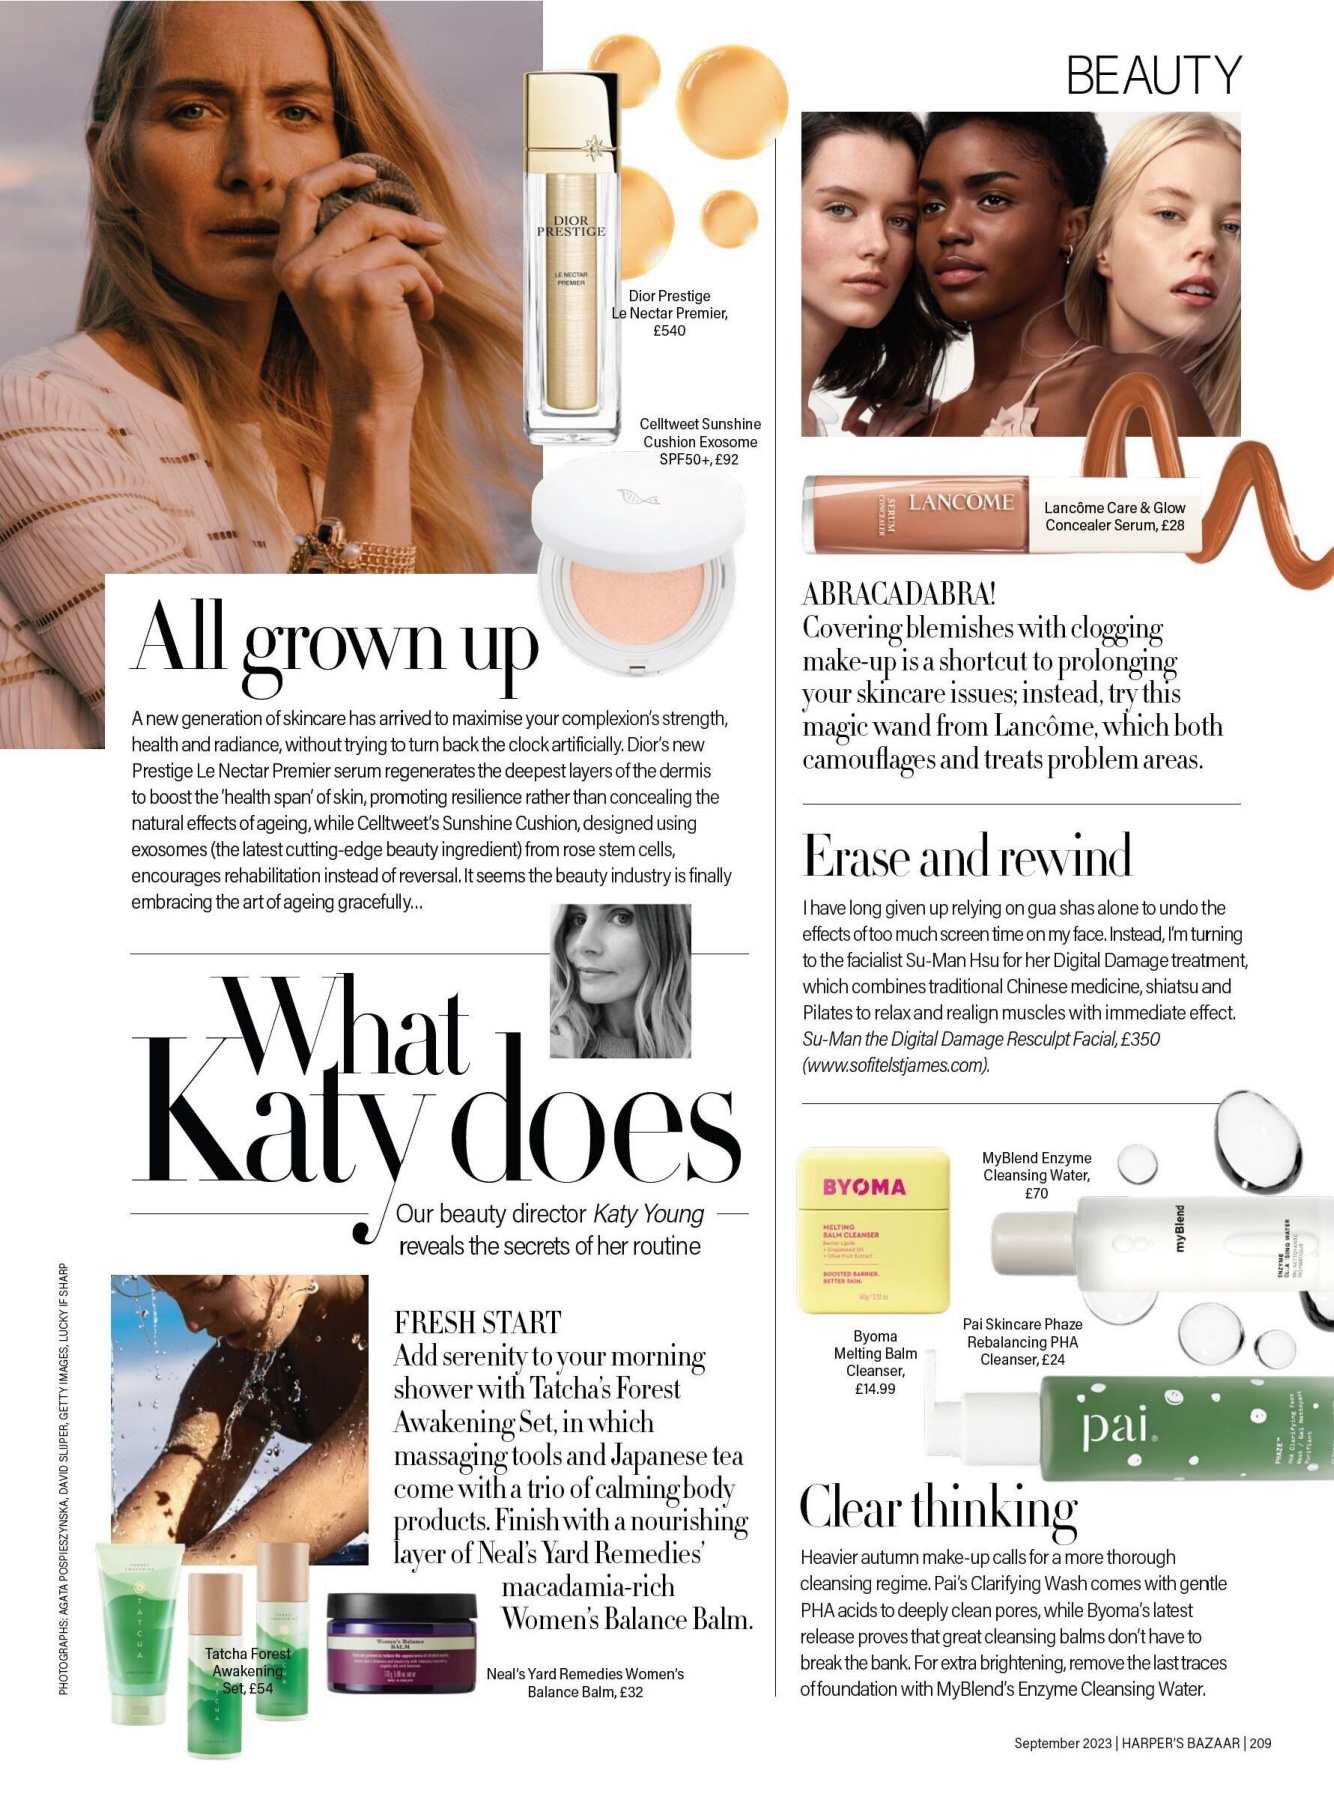 BEAUTY
DIOR
PRESTIGE
LE NECTAR
PREMIER
Dior Prestige
Le Nectar Premier,
£540
Celltweet Sunshine
Cushion Exosome
SPF50+, £92
All grown up
A new generation of skincare has arrived to maximise your complexion's strength,
health and radiance, without trying to turn back the clock artificially. Dior's new
Prestige Le Nectar Premier serum regenerates the deepest layers of the dermis
to boost the 'health span' of skin, promoting resilience rather than concealing the
natural effects of ageing, while Celltweet's Sunshine Cushion, designed using
exosomes (the latest cutting-edge beauty ingredient) from rose stem cells,
encourages rehabilitation instead of reversal. It seems the beauty industry is finally
embracing the art of ageing gracefully...
What
Katy does
Our beauty director Katy Young
reveals the secrets of her routine
FRESH START
Add serenity to your morning
shower with Tatcha's Forest
Awakening Set, in which
massaging tools and Japanese tea
come with a trio of calming body
products. Finish with a nourishing
layer of Neal's Yard Remedies'
macadamia-rich
Women's Balance Balm.
TATCHA
Tatcha Forest
Awakening
Set, £54
Women's Balance
BALM
Neal's Yard Remedies Women's
Balance Balm, £32
PHOTOGRAPHS: AGATA POSPIESZYNSKA, DAVID SLIJPER, GETTY IMAGES, LUCKY IF SHARP
LANCÔME
SERUM
CONCEALER
Lancôme Care & Glow
Concealer Serum, £28
ABRACADABRA!
Covering blemishes with clogging
make-up is a shortcut to prolonging
your skincare issues; instead, try this
magic wand from Lancôme, which both
camouflages and treats problem areas.
Erase and rewind
I have long given up relying on gua shas alone to undo the
effects of too much screen time on my face. Instead, I'm turning
to the facialist Su-Man Hsu for her Digital Damage treatment,
which combines traditional Chinese medicine, shiatsu and
Pilates to relax and realign muscles with immediate effect.
Su-Man the Digital Damage Resculpt Facial, £350
(www.sofitelstjames.com).
BYOMA
MELTING
BALM CLEANSER
Barrier Lipids
+ Grapeseed Oil
+ Olive Fruit Extract
BOOSTED BARRIER.
BETTER SKIN.
MyBlend Enzyme
Cleansing Water,
£70
myBlend
Byoma
Melting Balm
Cleanser,
£14.99
Pai Skincare Phaze
Rebalancing PHA
Cleanser, £24
pai
PHAZE
Clear thinking
Heavier autumn make-up calls for a more thorough
cleansing regime. Pai's Clarifying Wash comes with gentle
PHA acids to deeply clean pores, while Byoma's latest
release proves that great cleansing balms don't have to
break the bank. For extra brightening, remove the last traces
of foundation with MyBlend's Enzyme Cleansing Water.
September 2023 | HARPER'S BAZAAR | 209